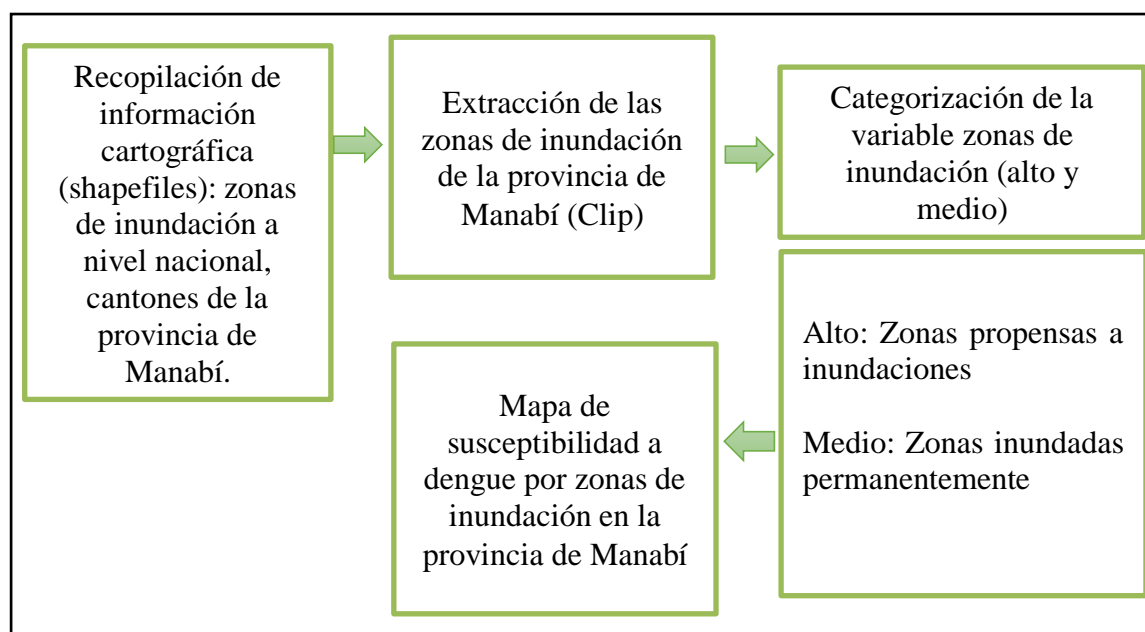 Recopilación de
información
cartográfica
(shapefiles): zonas
de inundación a
nivel nacional,
cantones de la
provincia de
Manabí.
Extracción de las
zonas de inundación
de la provincia de
Manabí (Clip)
Categorización de la
variable zonas de
inundación (alto y
medio)
Alto: Zonas propensas a
inundaciones
Medio: Zonas inundadas
permanentemente
Mapa de
susceptibilidad a
dengue por zonas de
inundación en la
provincia de Manabí